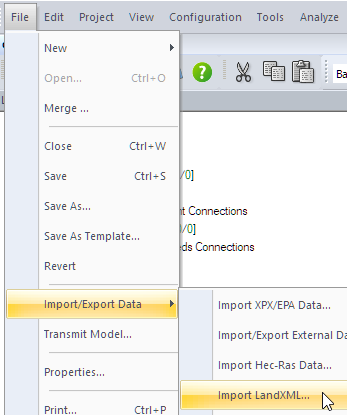 File Edit Project View Configuration Tools Analyze
New
Open... Ctrl+O
Ba
Merge ...
Close Ctrl+W
Save Ctrl+S
/0]
Save As...
nt Connections
Save As Template...
/0]
eds Connections
Revert
Import/Export Data
Import XPX/EPA Data...
Transmit Model...
Import/Export External Da
Import Hec-Ras Data...
Properties...
Import LandXML...
Print... Ctrl+P